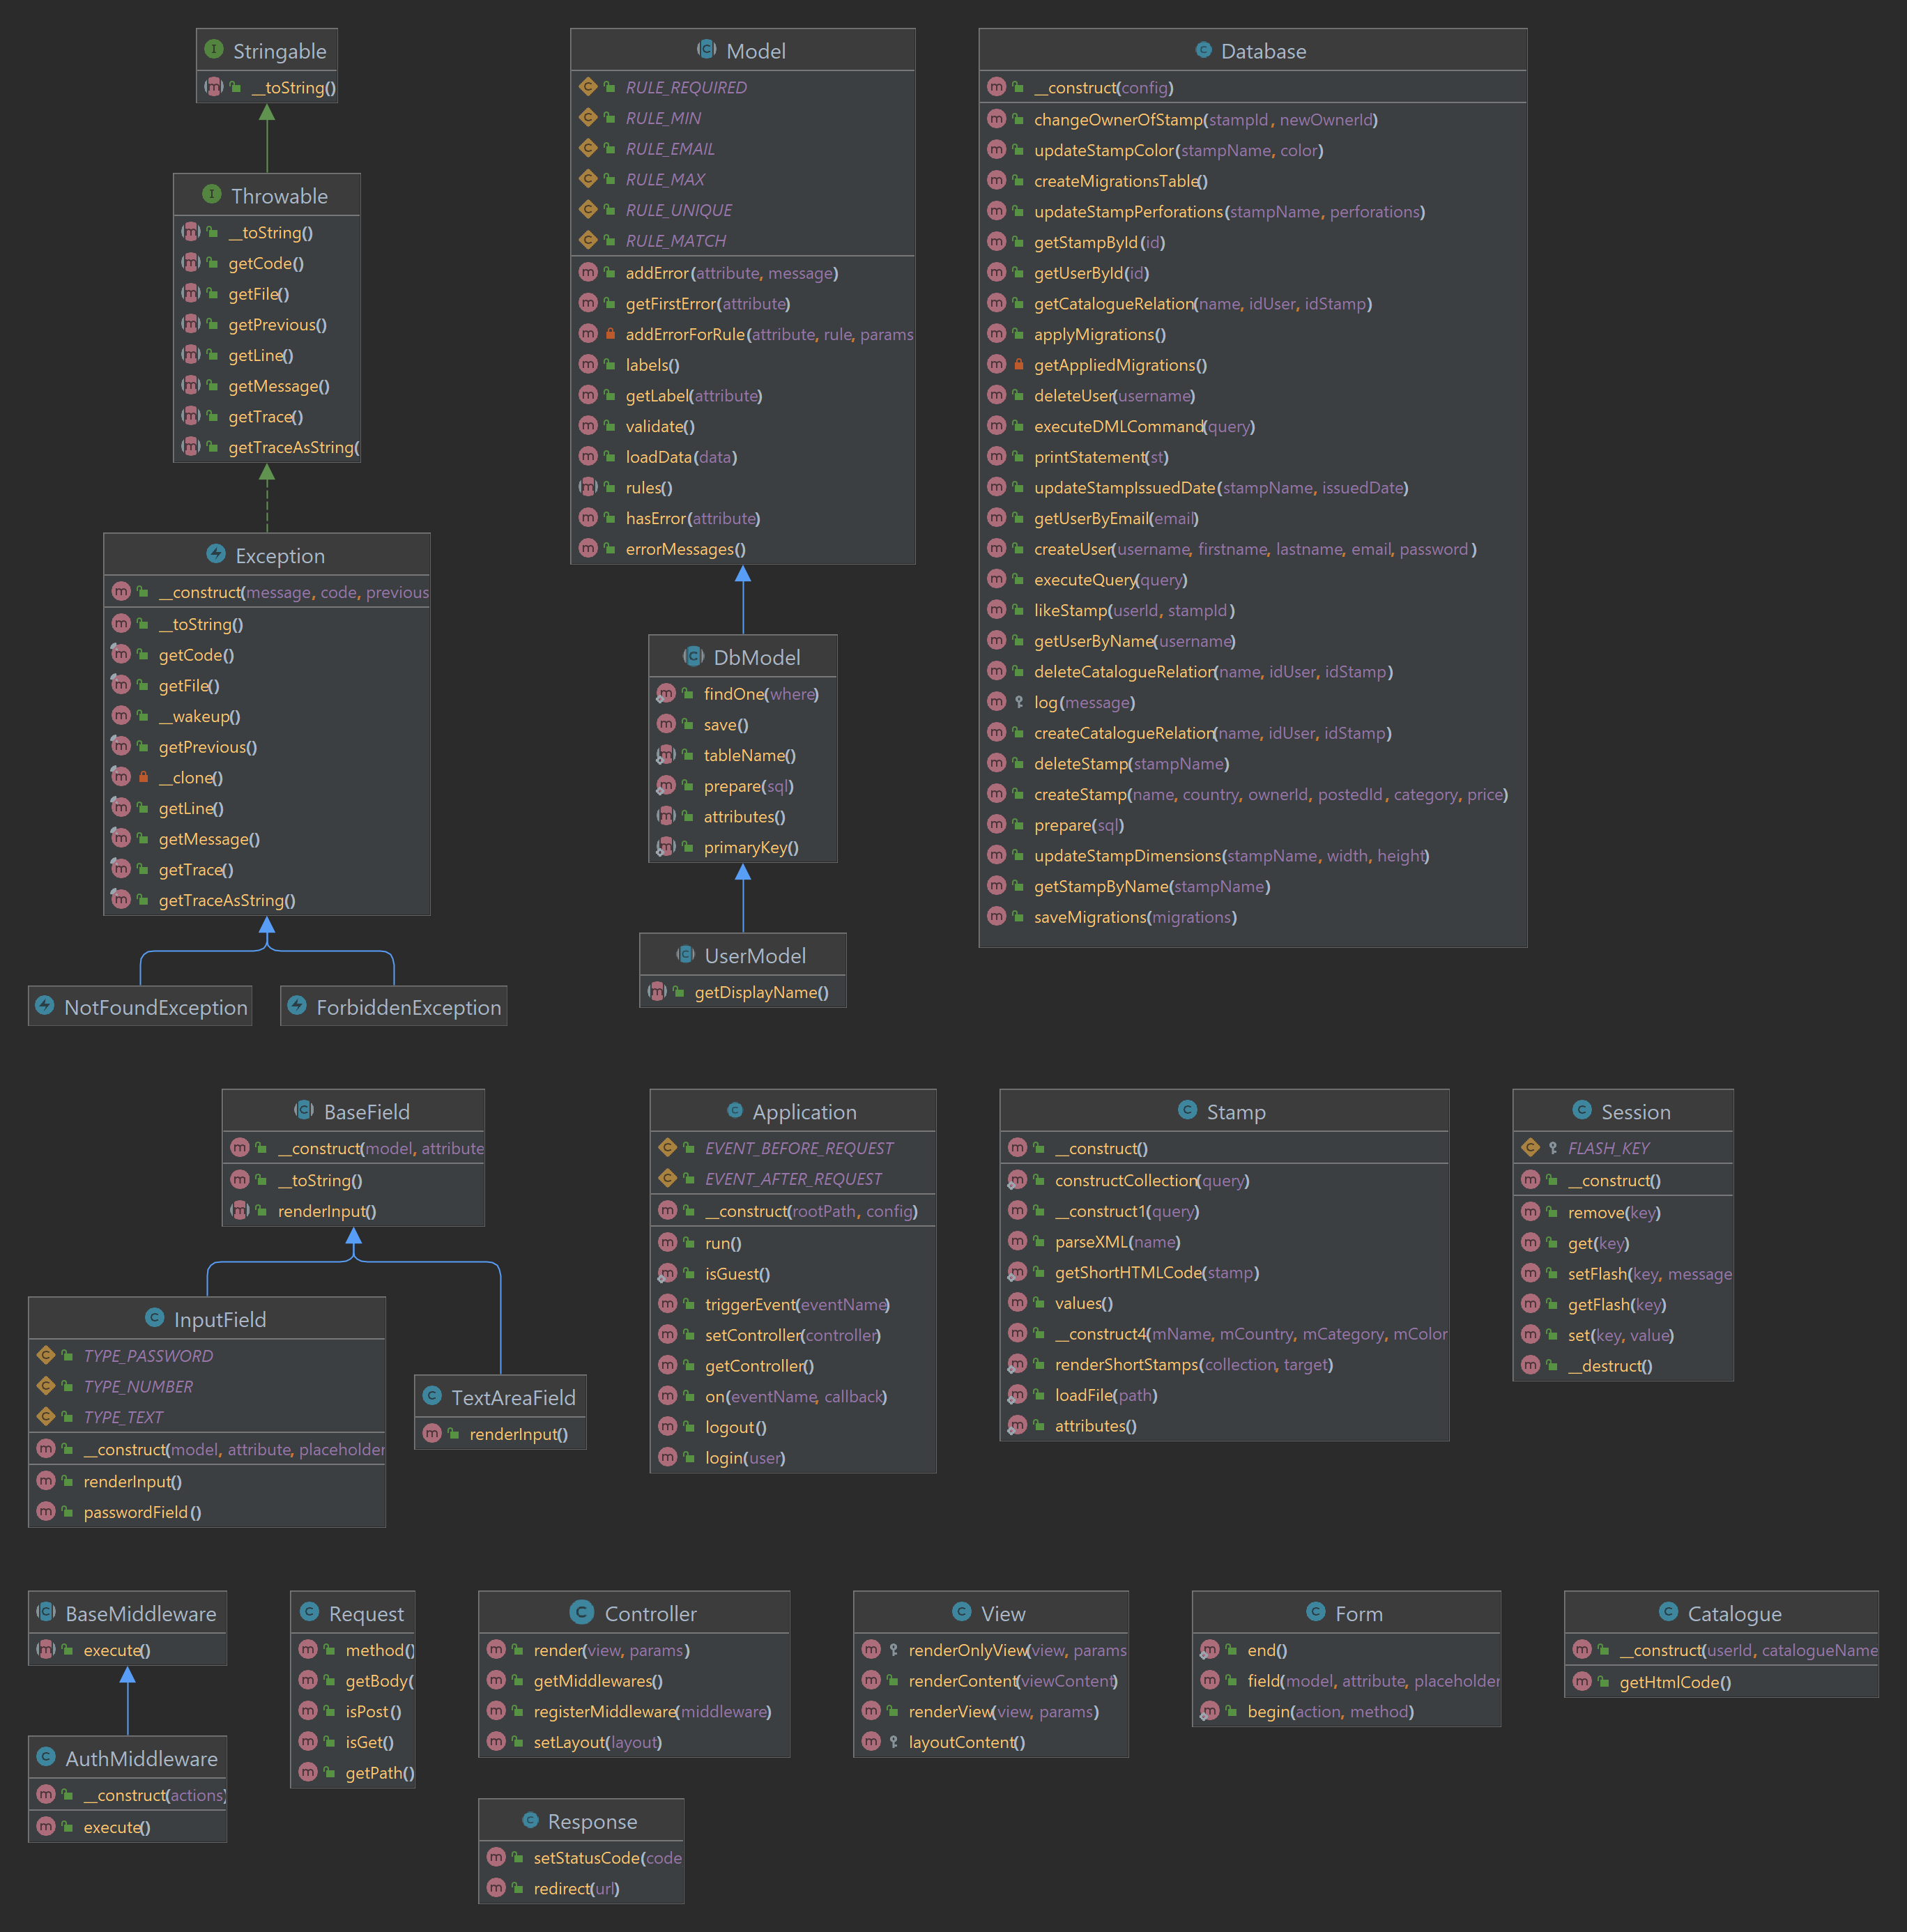 Stringable
__toString()
Throwable
__toString()
getCode()
getFile()
getPrevious()
getLine()
getMessage()
getTrace()
getTraceAsString(
Exception
__construct(message, code, previous
__toString()
getCode()
getFile()
__wakeup()
getPrevious()
__clone()
getLine()
getMessage()
getTrace()
getTraceAsString()
NotFoundException
ForbiddenException
Model
RULE_REQUIRED
RULE_MIN
RULE_EMAIL
RULE_MAX
RULE_UNIQUE
RULE_MATCH
addError(attribute, message)
getFirstError(attribute)
addErrorForRule(attribute, rule, params
labels()
getLabel(attribute)
validate()
loadData(data)
rules()
hasError(attribute)
errorMessages()
DbModel
findOne(where)
save()
tableName()
prepare(sql)
attributes()
primaryKey()
UserModel
getDisplayName()
Database
__construct(config)
changeOwnerOfStamp(stampId, newOwnerId)
updateStampColor(stampName, color)
createMigrationsTable()
updateStampPerforations(stampName, perforations)
getStampById(id)
getUserById(id)
getCatalogueRelation(name, idUser, idStamp)
applyMigrations()
getAppliedMigrations()
deleteUser(username)
executeDMLCommand(query)
printStatement(st)
updateStampIssuedDate(stampName, issuedDate)
getUserByEmail(email)
createUser(username, firstname, lastname, email, password)
executeQuery(query)
likeStamp(userId, stampId)
getUserByName(username)
deleteCatalogueRelation(name, idUser, idStamp)
log(message)
createCatalogueRelation(name, idUser, idStamp)
deleteStamp(stampName)
createStamp(name, country, ownerId, postedId, category, price)
prepare(sql)
updateStampDimensions(stampName, width, height)
getStampByName(stampName)
saveMigrations(migrations)
BaseField
__construct(model, attribute
__toString()
renderInput()
InputField
TYPE_PASSWORD
TYPE_NUMBER
TYPE_TEXT
__construct(model, attribute, placeholder
renderInput()
passwordField()
TextAreaField
renderInput()
Application
EVENT_BEFORE_REQUEST
EVENT_AFTER_REQUEST
__construct(rootPath, config)
run()
isGuest()
triggerEvent(eventName)
setController(controller)
getController()
on(eventName, callback)
logout()
login(user)
Stamp
__construct()
constructCollection(query)
__construct1(query)
parseXML(name)
getShortHTMLCode(stamp)
values()
__construct4(mName, mCountry, mCategory, mColor
renderShortStamps(collection, target)
loadFile(path)
attributes()
Session
FLASH_KEY
__construct()
remove(key)
get(key)
setFlash(key, message
getFlash(key)
set(key, value)
__destruct()
BaseMiddleware
execute()
AuthMiddleware
__construct(actions)
execute()
Request
method()
getBody(
isPost()
isGet()
getPath()
Controller
render(view, params)
getMiddlewares()
registerMiddleware(middleware)
setLayout(layout)
Response
setStatusCode(code
redirect(url)
View
renderOnlyView(view, params
renderContent(viewContent)
renderView(view, params)
layoutContent()
Form
end()
field(model, attribute, placeholder
begin(action, method)
Catalogue
__construct(userId, catalogueName
getHtmlCode()